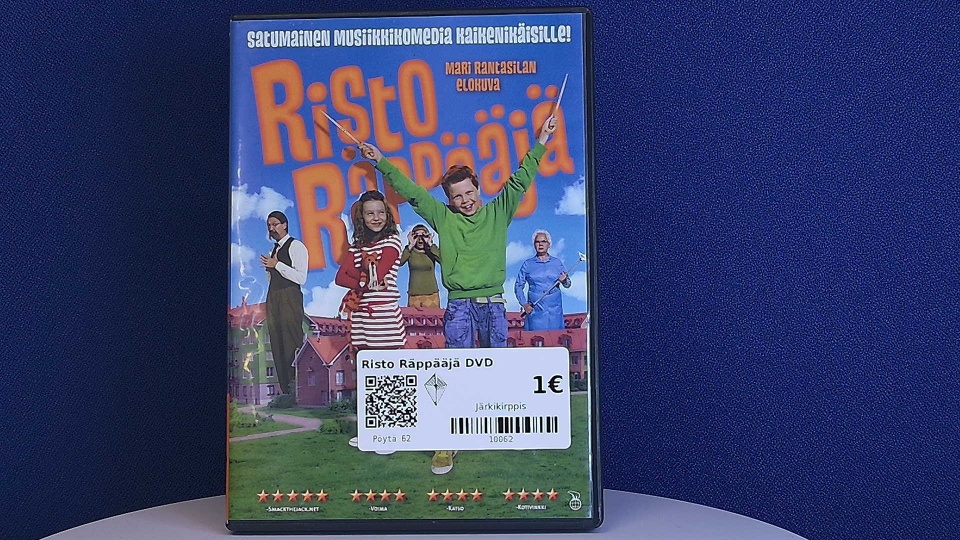 SATUMAINEN MUSIIKKIKOMEDIA KAIKENIKÄISILLE!
MARI RANTASILAN
ELOKUVA
RISTO
RÄPPÄÄJÄ
Risto Räppääjä DVD
1€
Järkikirppis
Pöytä 62
10062
-SMACKTHEJACK.NET
-VOIMA
-KATSO
-KOTIVINKKI